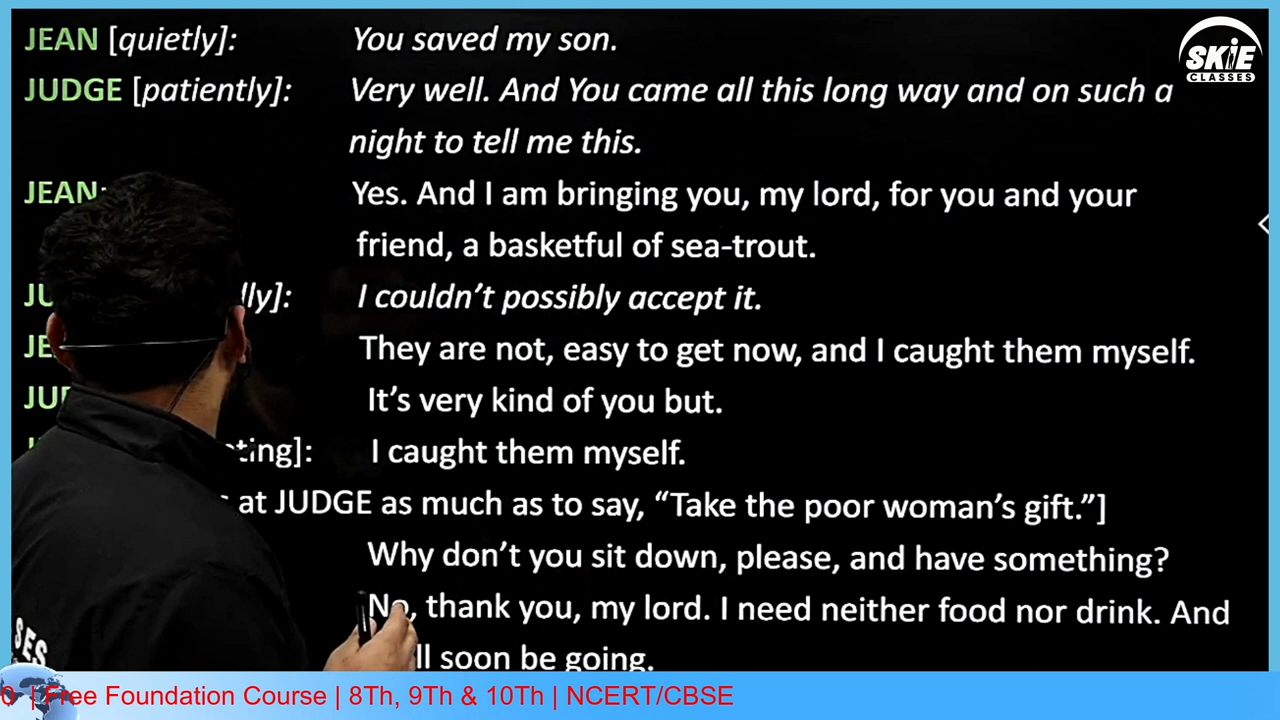 JEAN [quietly]: You saved my son.
JUDGE [patiently]: Very well. And You came all this long way and on such a
night to tell me this.
JEAN: Yes. And I am bringing you, my lord, for you and your
friend, a basketful of sea-trout.
lly]: I couldn't possibly accept it.
They are not, easy to get now, and I caught them myself.
It's very kind of you but.
ting]: I caught them myself.
at JUDGE as much as to say, "Take the poor woman's gift."]
Why don't you sit down, please, and have something?
No, thank you, my lord. I need neither food nor drink. And
ll soon be going.
SKiE
CLASSES
SES
| Free Foundation Course | 8Th, 9Th & 10Th | NCERT/CBSE